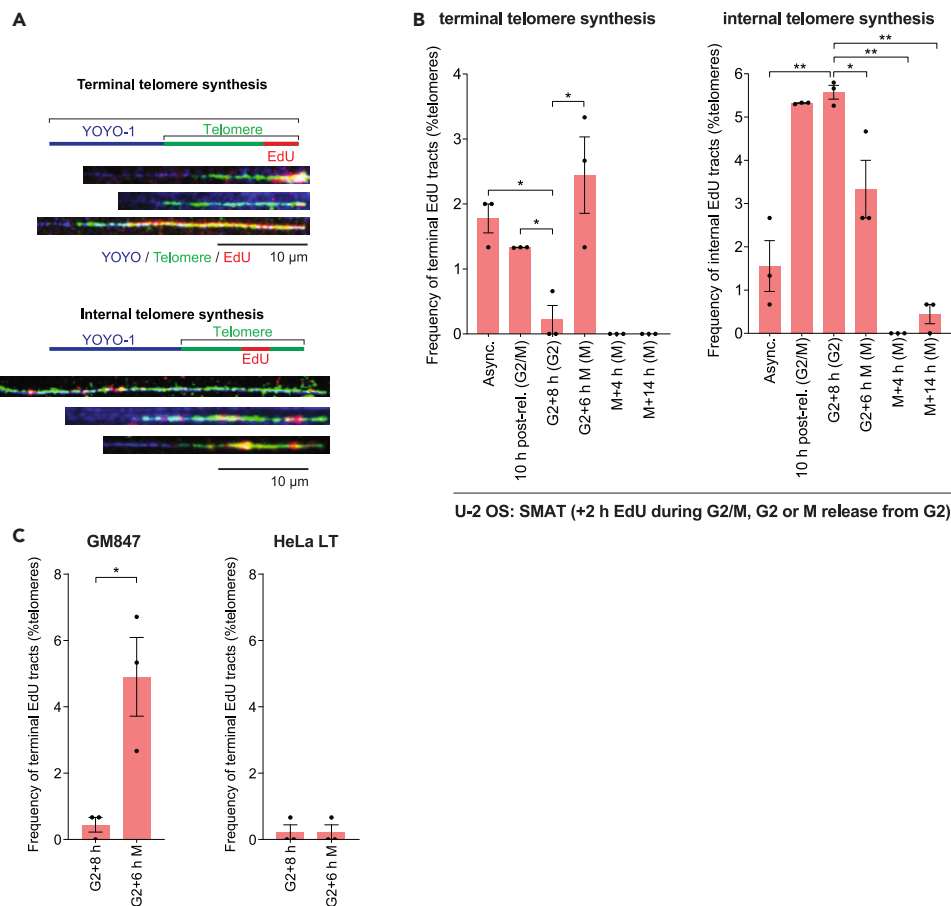 A
Terminal telomere synthesis
YOYO-1
Telomere
EdU
YOYO / Telomere / EdU
10 µm
Internal telomere synthesis
YOYO-1
Telomere
EdU
10 µm
B
terminal telomere synthesis
Frequency of terminal EdU tracts (%telomeres)
4
3
2
1
0
*
*
*
Async.
10 h post-rel. (G2/M)
G2+8 h (G2)
G2+6 h M (M)
M+4 h (M)
M+14 h (M)
internal telomere synthesis
Frequency of internal EdU tracts (%telomeres)
6
5
4
3
2
1
0
**
**
**
*
Async.
10 h post-rel. (G2/M)
G2+8 h (G2)
G2+6 h M (M)
M+4 h (M)
M+14 h (M)
U-2 OS: SMAT (+2 h EdU during G2/M, G2 or M release from G2)
C
GM847
Frequency of terminal EdU tracts (%telomeres)
8
6
4
2
0
*
G2+8 h
G2+6 h M
HeLa LT
Frequency of terminal EdU tracts (%telomeres)
8
6
4
2
0
G2+8 h
G2+6 h M